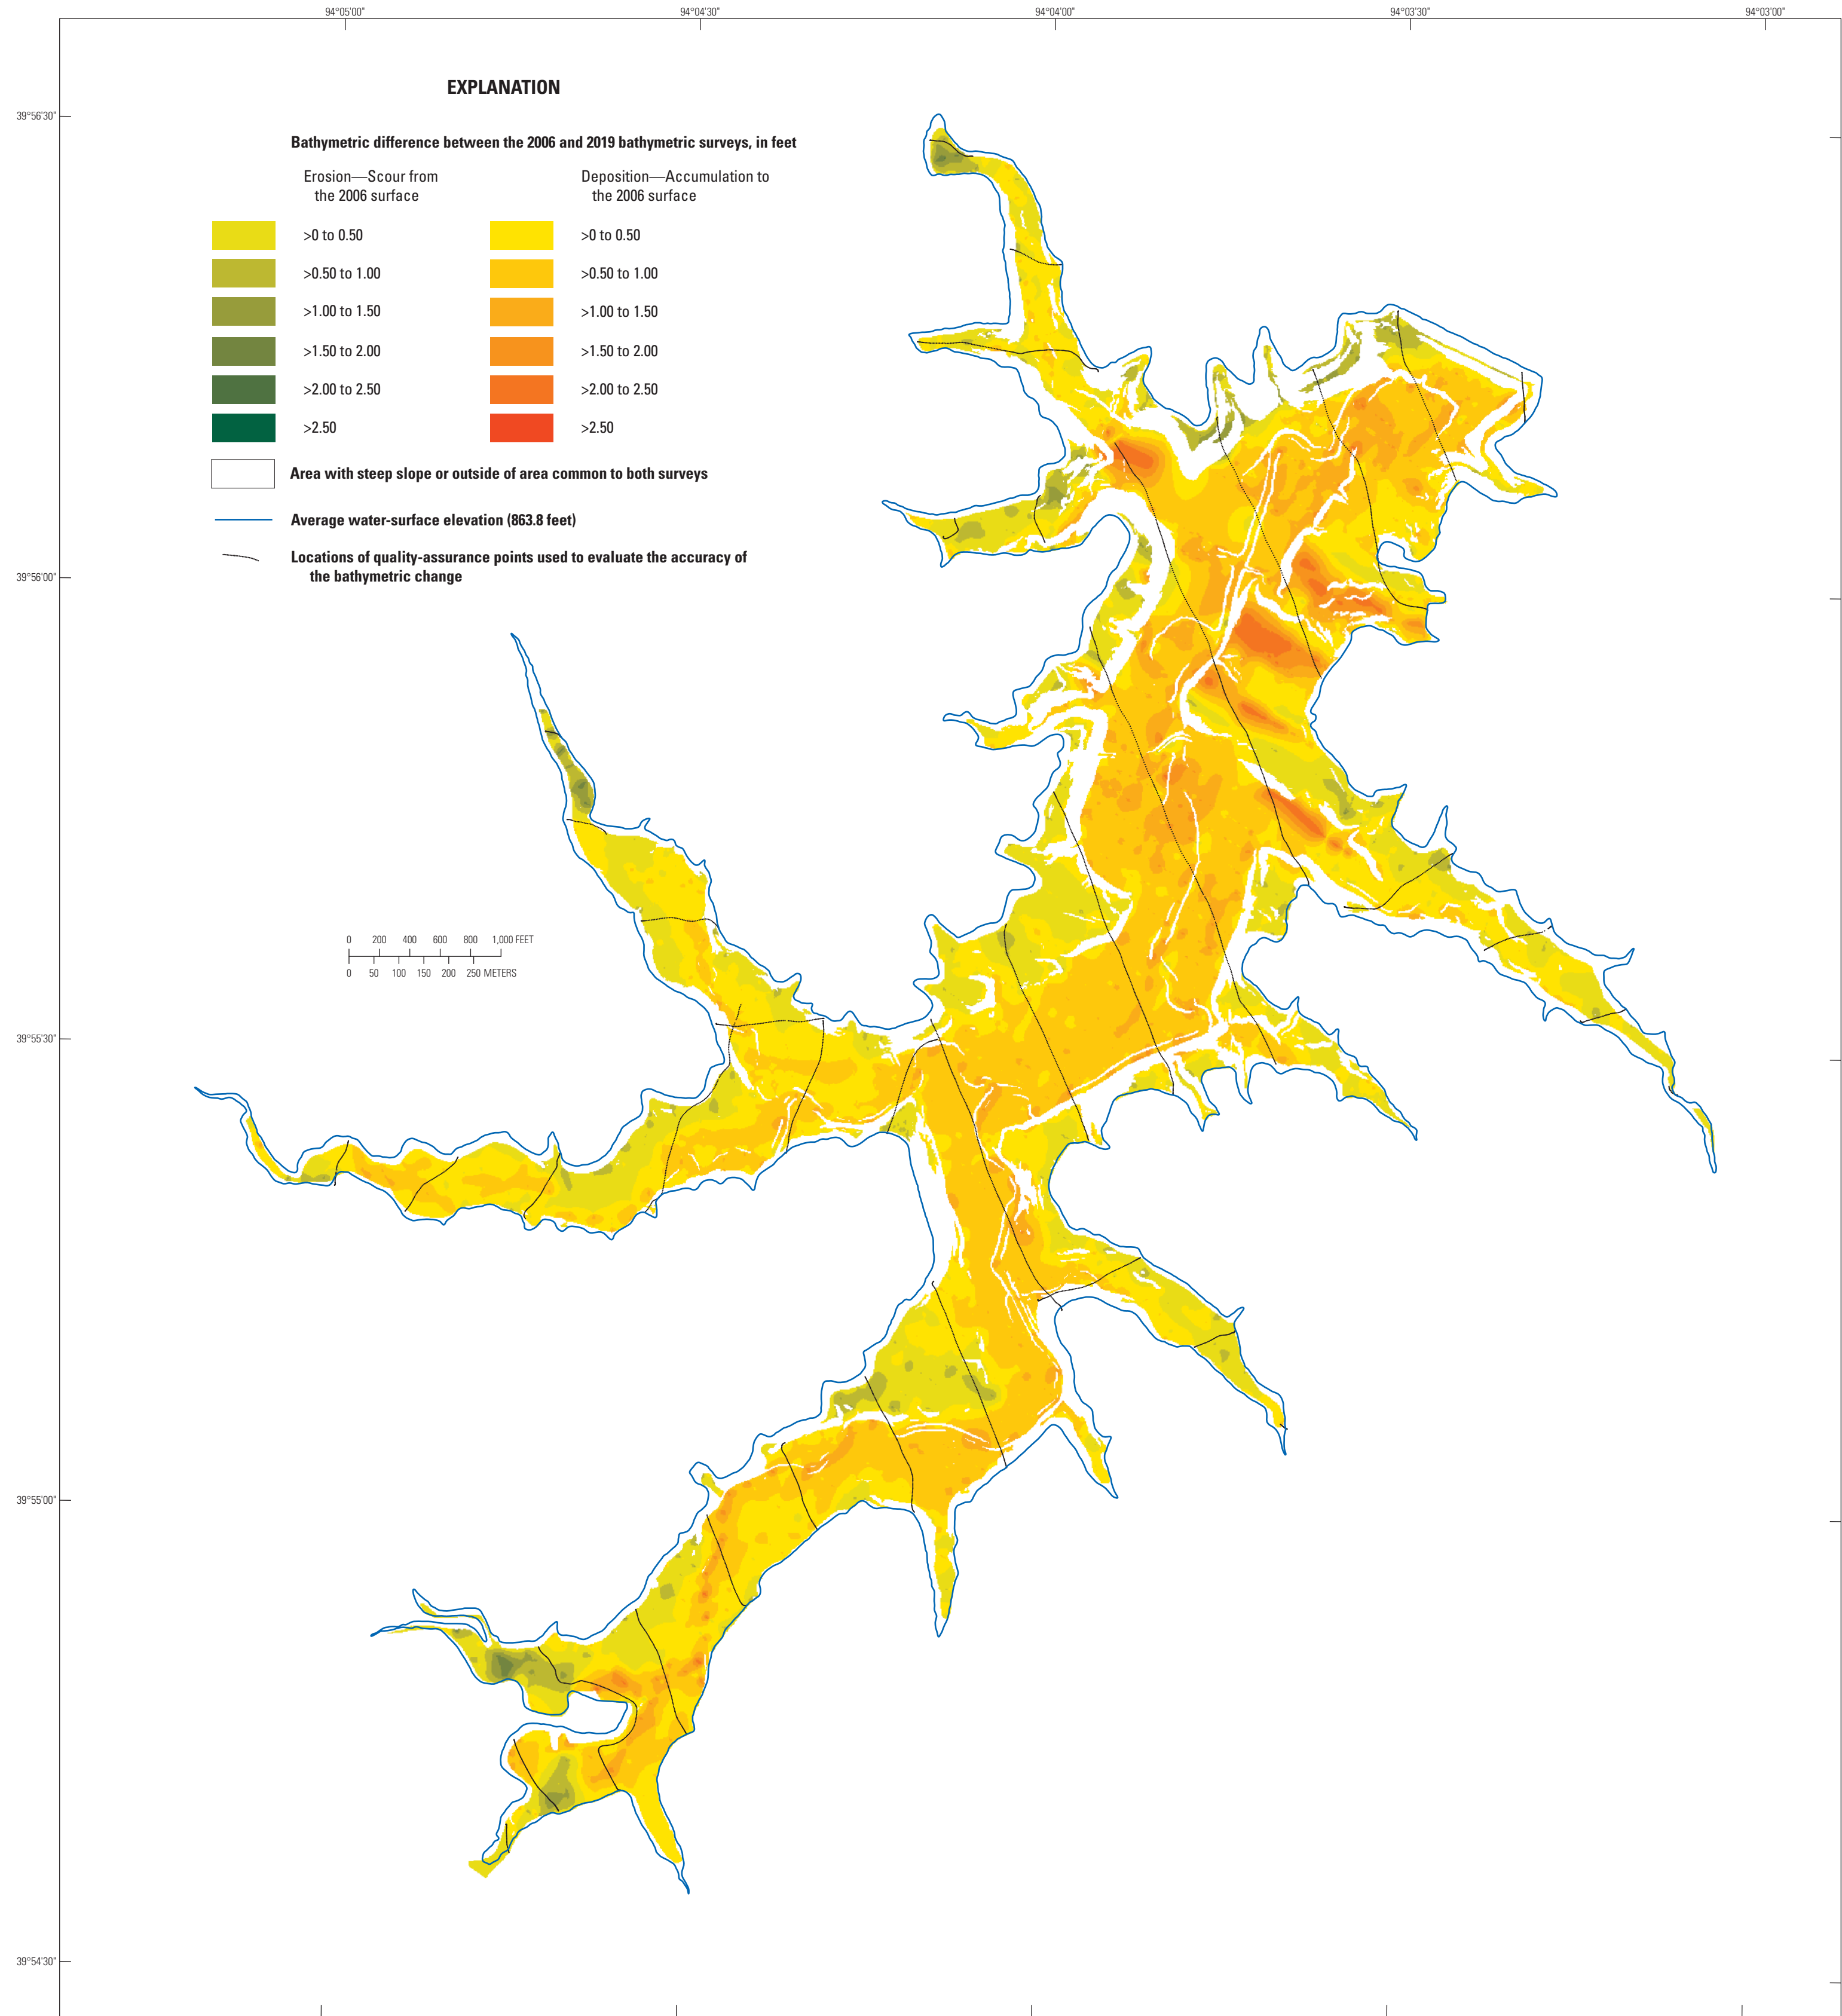 94°05'00" 94°04'30" 94°04'00" 94°03'30" 94°03'00"
39°56'30"
EXPLANATION
Bathymetric difference between the 2006 and 2019 bathymetric surveys, in feet
Erosion—Scour from
the 2006 surface
Deposition—Accumulation to
the 2006 surface
>0 to 0.50 >0 to 0.50
>0.50 to 1.00 >0.50 to 1.00
>1.00 to 1.50 >1.00 to 1.50
>1.50 to 2.00 >1.50 to 2.00
>2.00 to 2.50 >2.00 to 2.50
>2.50 >2.50
Area with steep slope or outside of area common to both surveys
Average water-surface elevation (863.8 feet)
Locations of quality-assurance points used to evaluate the accuracy of
the bathymetric change
39°56'00"
0 200 400 600 800 1,000 FEET
0 50 100 150 200 250 METERS
39°55'30"
39°55'00"
39°54'30"